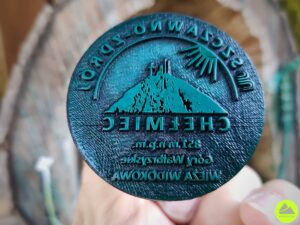 SZCZAWNO ZDRÓJ
CHEŁMIEC
851 m.n.p.m.
Góry Wałbrzyskie
WIEŻA WIDOKOWA